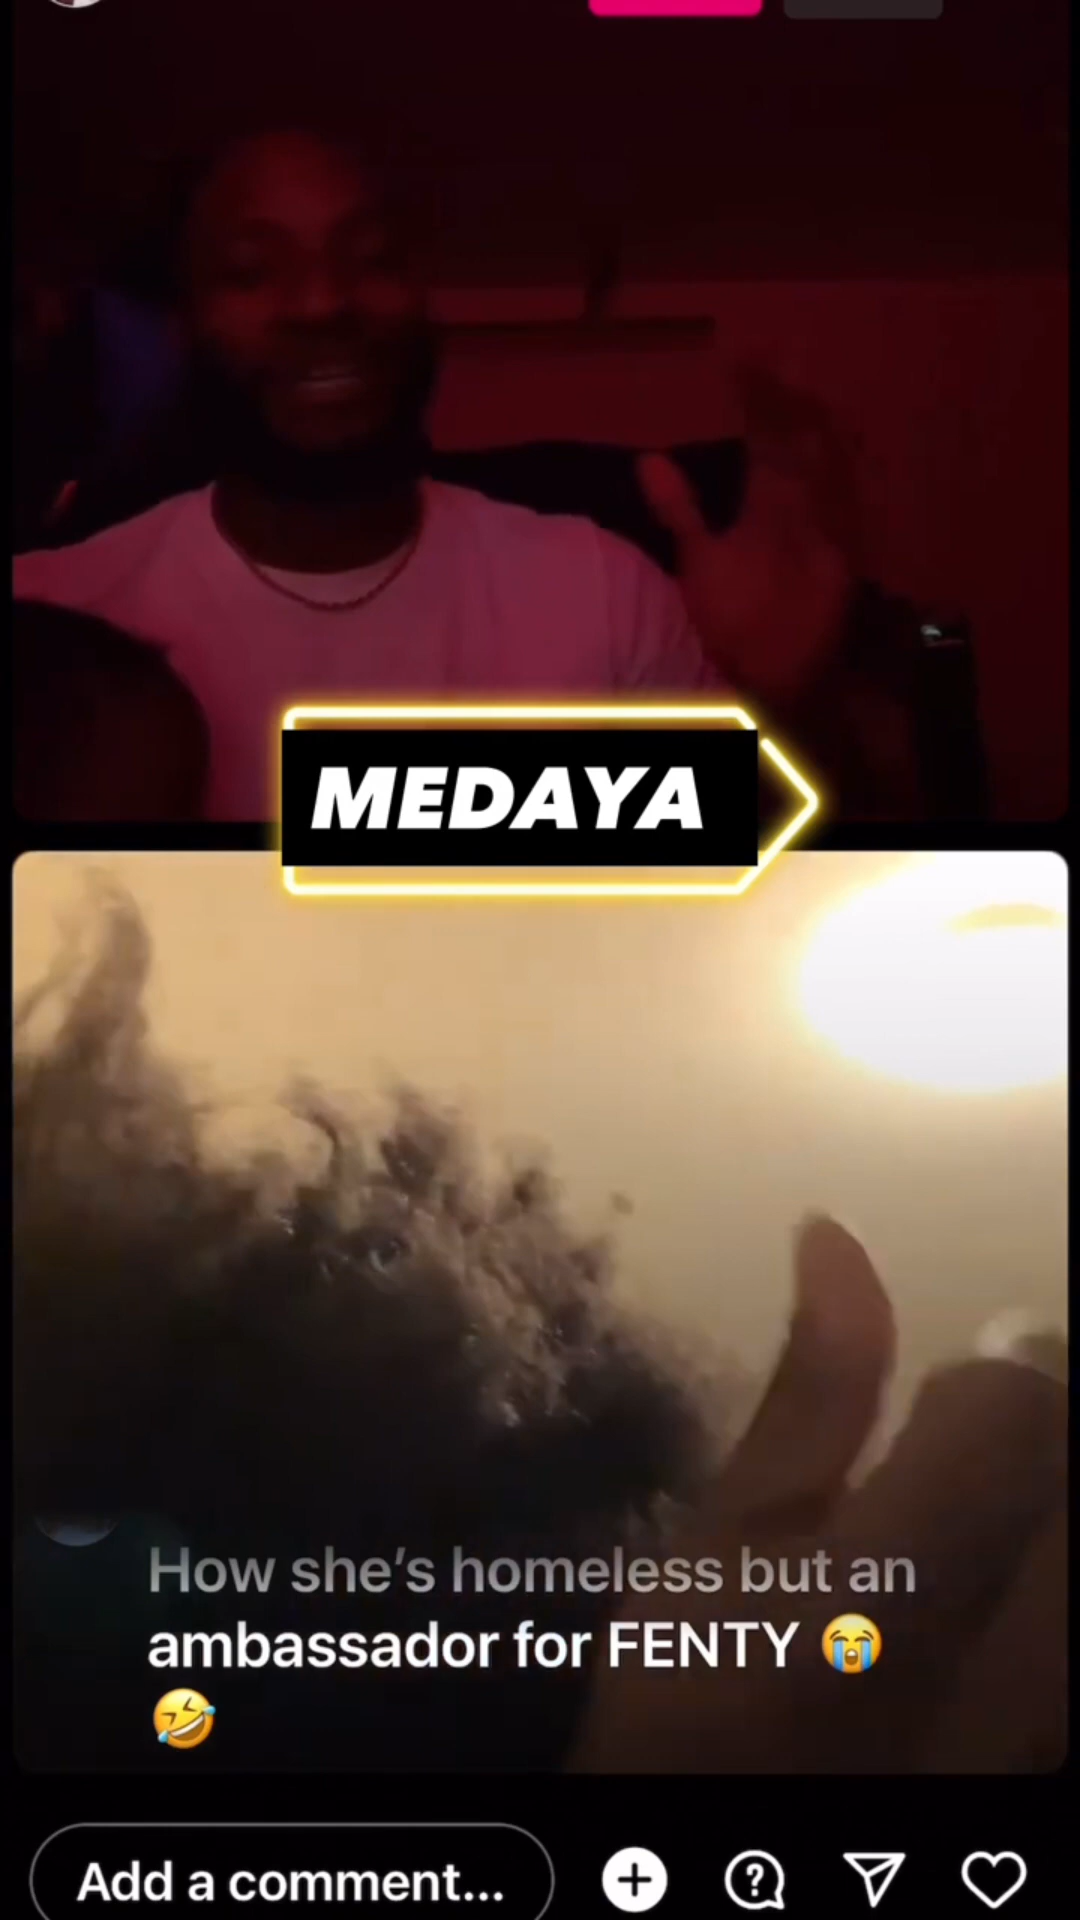 MEDAYA
How she’s homeless but an
ambassador for FENTY 😭
🤣
Add a comment...